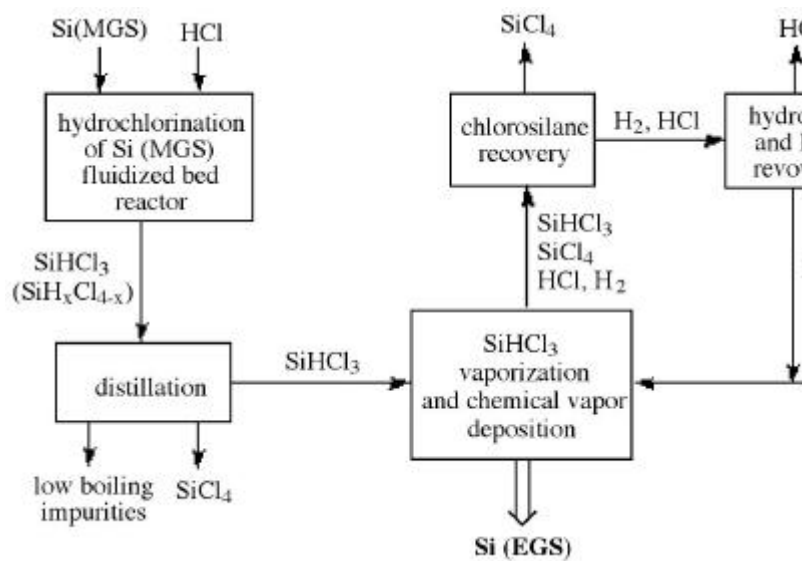 Si(MGS)
HCl
hydrochlorination
of Si (MGS)
fluidized bed
reactor
SiHCl3
(SiHxCl4-x)
distillation
low boiling
impurities
SiCl4
SiHCl3
SiHCl3
vaporization
and chemical vapor
deposition
Si (EGS)
SiHCl3
SiCl4
HCl, H2
chlorosilane
recovery
SiCl4
H2, HCl
and